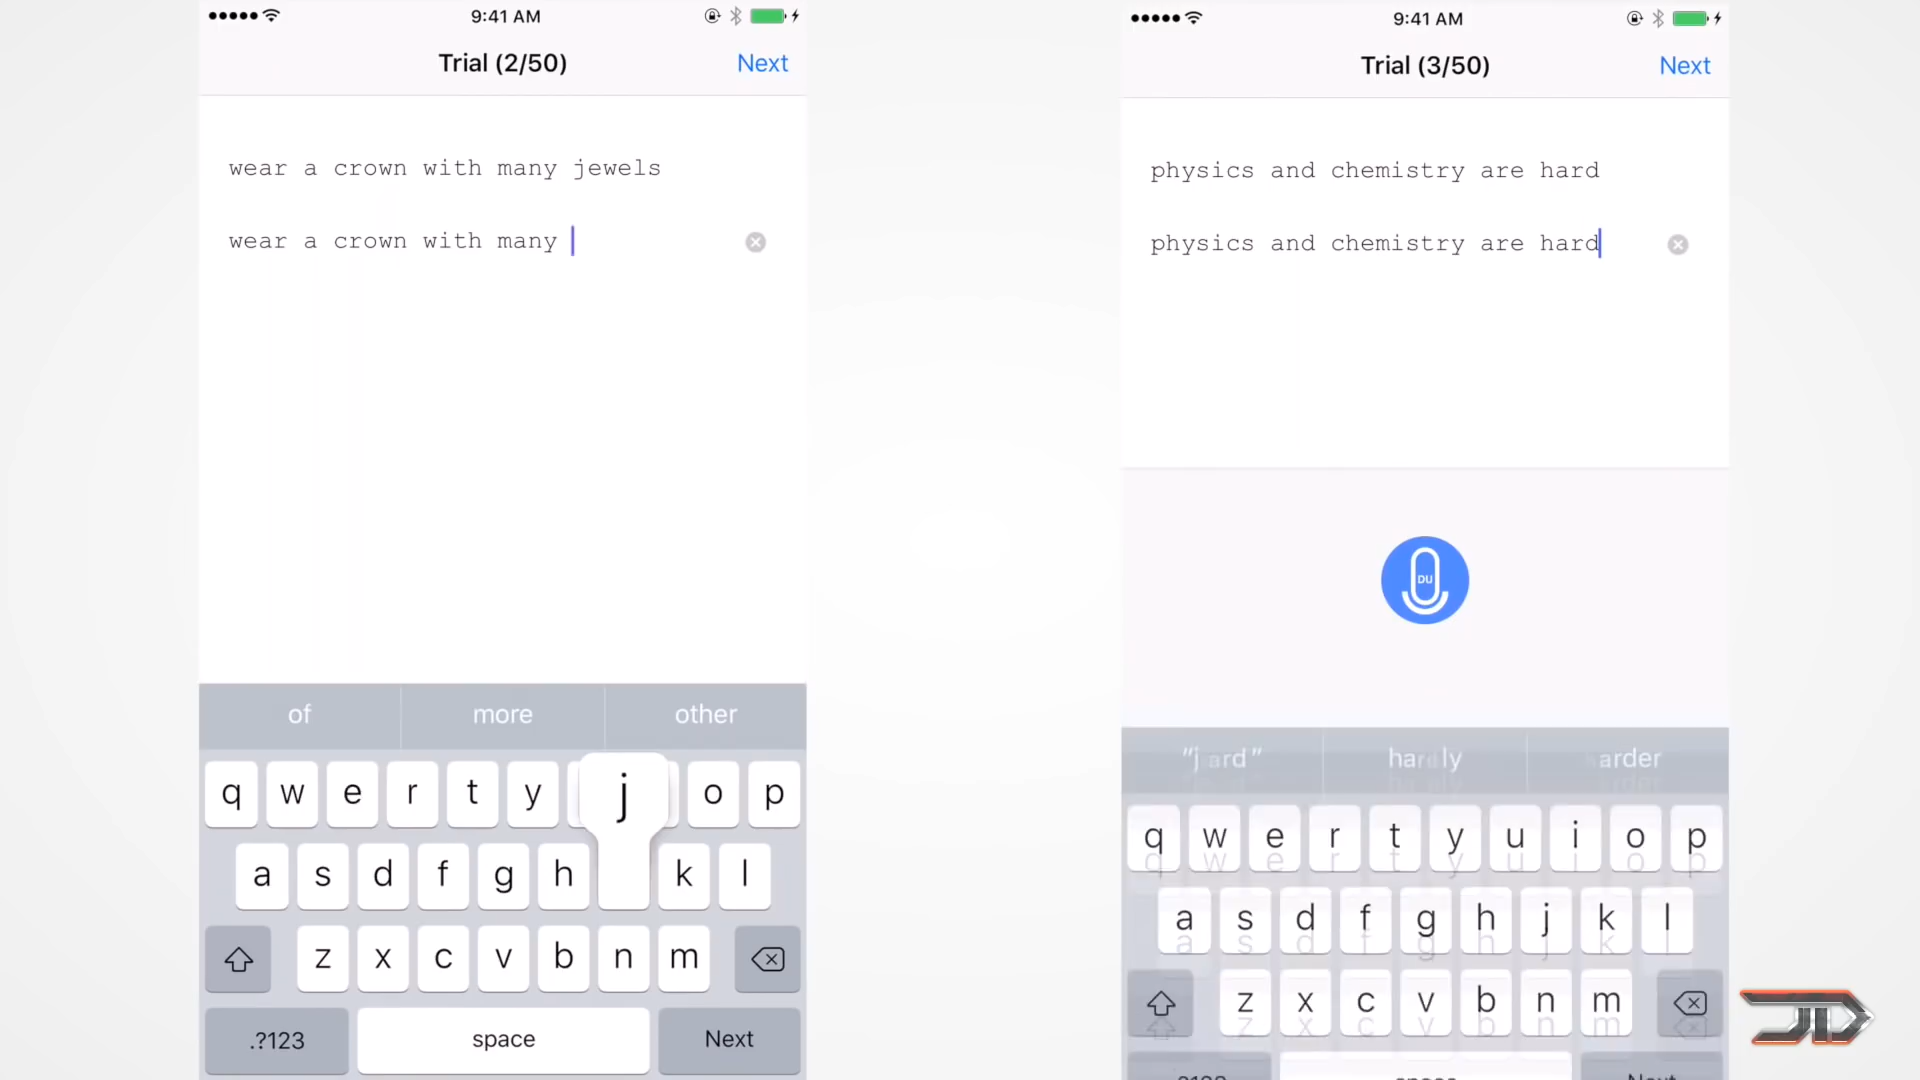 9:41 AM
Trial (2/50)
Next
wear a crown with many jewels
wear a crown with many
of more other
q w e r t y j o p
a s d f g h k l
z x c v b n m
.?123 space Next
9:41 AM
Trial (3/50)
Next
physics and chemistry are hard
physics and chemistry are hard
DU
q w e r t y u i o p
a s d f g h j k l
z x c v b n m
JD